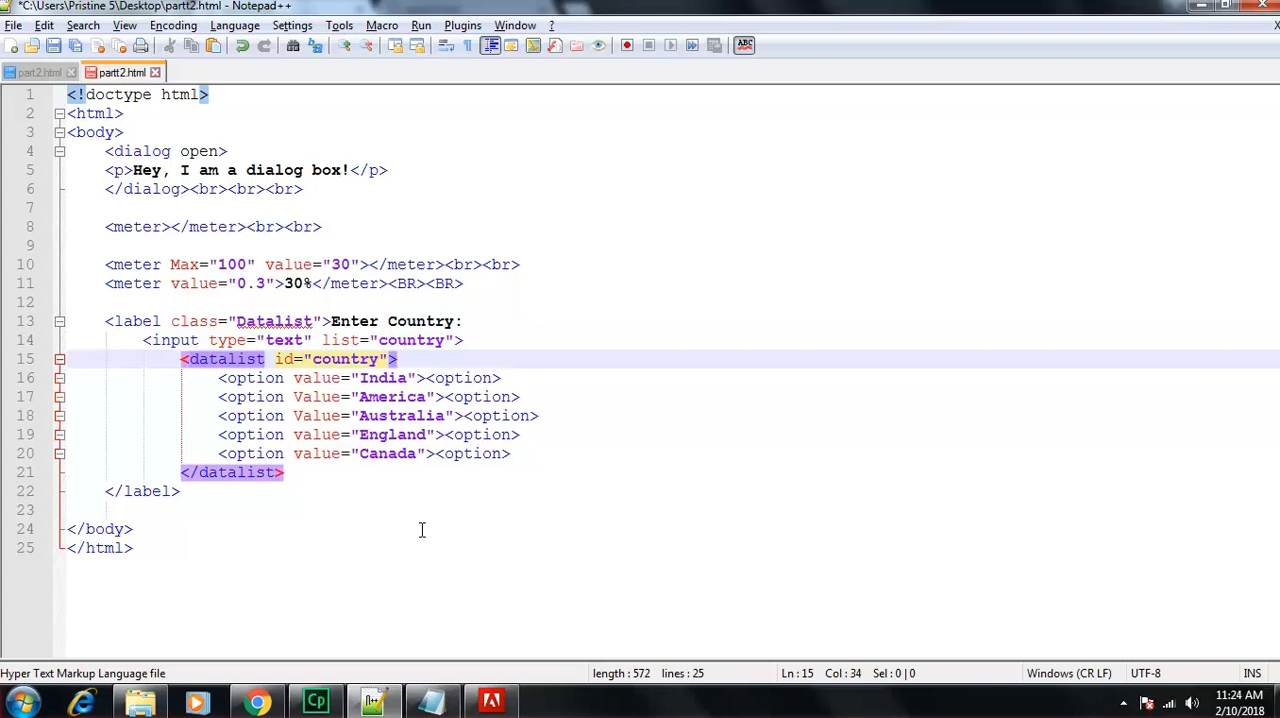 *C:\Users\Pristine 5\Desktop\partt2.html - Notepad++
File Edit Search View Encoding Language Settings Tools Macro Run Plugins Window ?
ABC
part2.html partt2.html
1 <!doctype html>
2 <html>
3 <body>
4 <dialog open>
5 <p>Hey, I am a dialog box!</p>
6 </dialog><br><br><br>
7
8 <meter></meter><br><br>
9
10 <meter Max="100" value="30"></meter><br><br>
11 <meter value="0.3">30%</meter><BR><BR>
12
13 <label class="Datalist">Enter Country:
14 <input type="text" list="country">
15 <datalist id="country">
16 <option value="India"><option>
17 <option Value="America"><option>
18 <option Value="Australia"><option>
19 <option value="England"><option>
20 <option value="Canada"><option>
21 </datalist>
22 </label>
23
24 </body>
25 </html>
Hyper Text Markup Language file length : 572 lines : 25 Ln : 15 Col : 34 Sel : 0 | 0 Windows (CR LF) UTF-8 INS
Cp
11:24 AM
2/10/2018